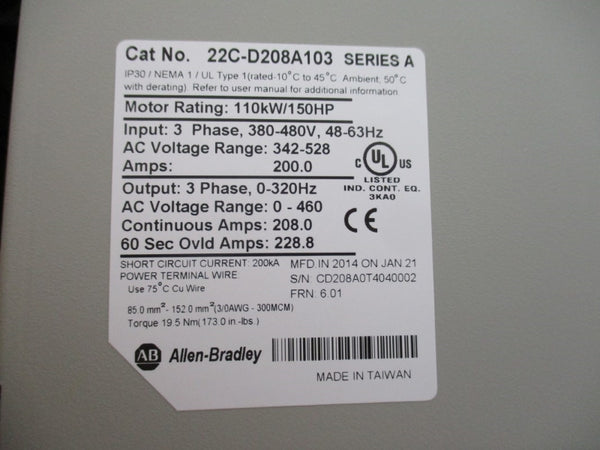 Cat No. 22C-D208A103 SERIES A
IP30 / NEMA 1 / UL Type 1(rated-10°C to 45°C Ambient, 50°C
with derating). Refer to user manual for additional information
Motor Rating: 110kW/150HP
Input: 3 Phase, 380-480V, 48-63Hz
AC Voltage Range: 342-528
Amps: 200.0
C UL US
LISTED
IND. CONT. EQ.
3KA0
Output: 3 Phase, 0-320Hz
AC Voltage Range: 0 - 460
Continuous Amps: 208.0
60 Sec Ovld Amps: 228.8
CE
SHORT CIRCUIT CURRENT: 200kA
POWER TERMINAL WIRE:
Use 75°C Cu Wire
85.0 mm² - 152.0 mm²(3/0AWG - 300MCM)
Torque 19.5 Nm(173.0 in.-lbs.)
MFD.IN 2014 ON JAN.21
S/N: CD208A0T4040002
FRN: 6.01
AB Allen-Bradley
MADE IN TAIWAN